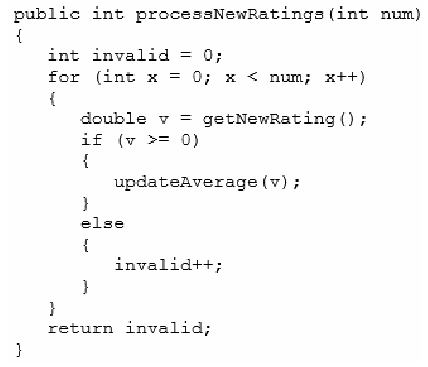 public int processNewRatings(int num)
{
   int invalid = 0;
   for (int x = 0; x < num; x++)
   {
      double v = getNewRating();
      if (v >= 0)
      {
         updateAverage(v);
      }
      else
      {
         invalid++;
      }
   }
   return invalid;
}